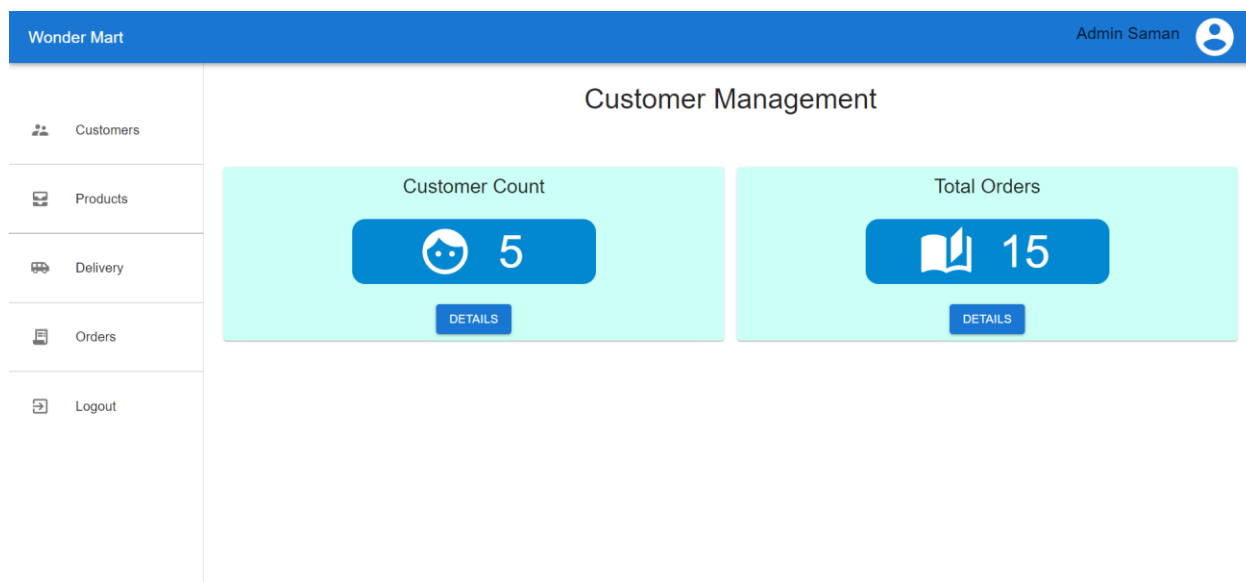 Wonder Mart
Admin Saman
Customers
Products
Delivery
Orders
Logout
Customer Management
Customer Count
5
DETAILS
Total Orders
15
DETAILS